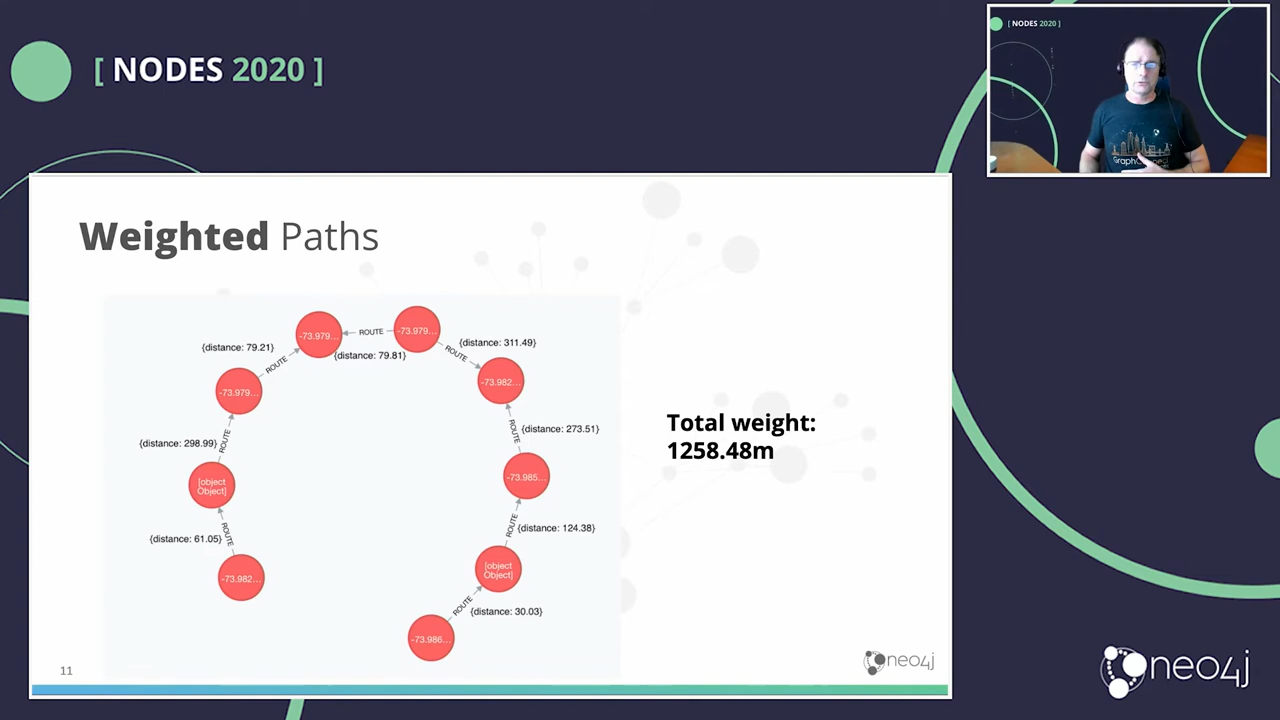 [ NODES 2020 ]
[ NODES 2020 ]
GraphConnect
Weighted Paths
-73.979...
ROUTE
-73.979...
{distance: 79.21}
{distance: 79.81}
{distance: 311.49}
ROUTE
ROUTE
-73.979...
-73.982...
{distance: 298.99}
ROUTE
ROUTE
{distance: 273.51}
[object
Object]
-73.985...
{distance: 61.05}
ROUTE
ROUTE
{distance: 124.38}
-73.982...
[object
Object]
ROUTE
{distance: 30.03}
-73.986...
Total weight:
1258.48m
11
neo4j
neo4j